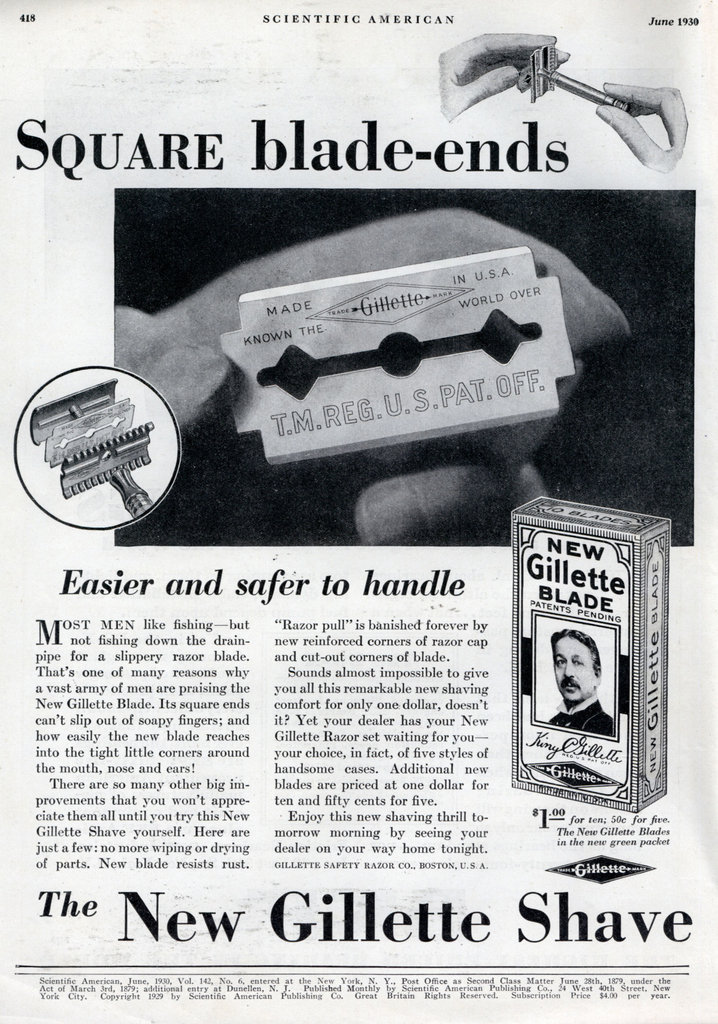 418
SCIENTIFIC AMERICAN
June 1930
SQUARE blade-ends
MADE IN U.S.A.
TRADE Gillette MARK
KNOWN THE WORLD OVER
T.M.REG.U.S.PAT.OFF.
Easier and safer to handle
MOST MEN like fishing—but
not fishing down the drain-
pipe for a slippery razor blade.
That's one of many reasons why
a vast army of men are praising the
New Gillette Blade. Its square ends
can't slip out of soapy fingers; and
how easily the new blade reaches
into the tight little corners around
the mouth, nose and ears!
There are so many other big im-
provements that you won't appre-
ciate them all until you try this New
Gillette Shave yourself. Here are
just a few: no more wiping or drying
of parts. New blade resists rust.
"Razor pull" is banished forever by
new reinforced corners of razor cap
and cut-out corners of blade.
Sounds almost impossible to give
you all this remarkable new shaving
comfort for only one dollar, doesn't
it? Yet your dealer has your New
Gillette Razor set waiting for you—
your choice, in fact, of five styles of
handsome cases. Additional new
blades are priced at one dollar for
ten and fifty cents for five.
Enjoy this new shaving thrill to-
morrow morning by seeing your
dealer on your way home tonight.
GILLETTE SAFETY RAZOR CO., BOSTON, U. S. A.
10 BLADES
NEW
Gillette
BLADE
PATENTS PENDING
King C Gillette
Gillette
NEW Gillette BLADE
$1.00 for ten; 50c for five.
The New Gillette Blades
in the new green packet
TRADE Gillette MARK
The New Gillette Shave
Scientific American, June, 1930, Vol. 142, No. 6, entered at the New York, N. Y., Post Office as Second Class Matter June 28th, 1879, under the
Act of March 3rd, 1879; additional entry at Dunellen, N. J. Published Monthly by Scientific American Publishing Co., 24 West 40th Street, New
York City. Copyright 1929 by Scientific American Publishing Co. Great Britain Rights Reserved. Subscription Price $4.00 per year.